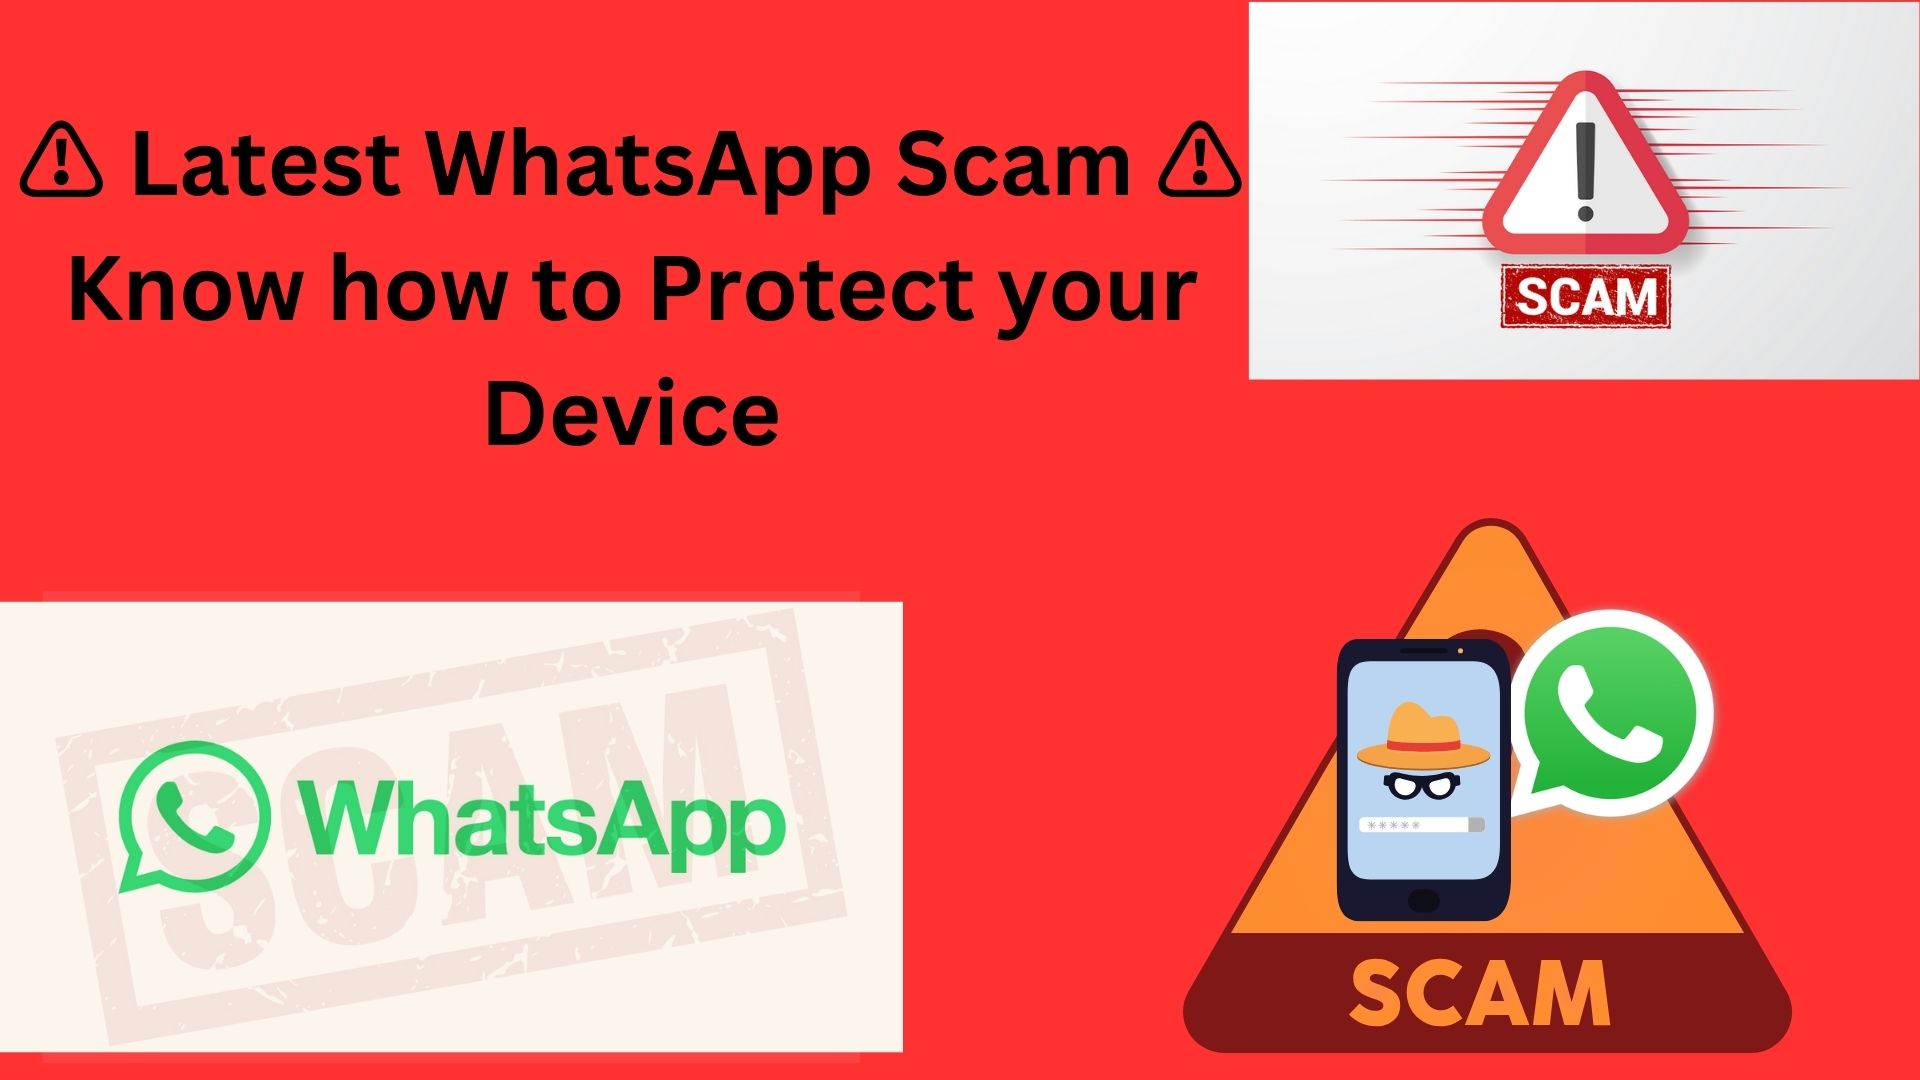 ⚠ Latest WhatsApp Scam ⚠
Know how to Protect your
Device
SCAM
SCAM
WhatsApp
*****
SCAM